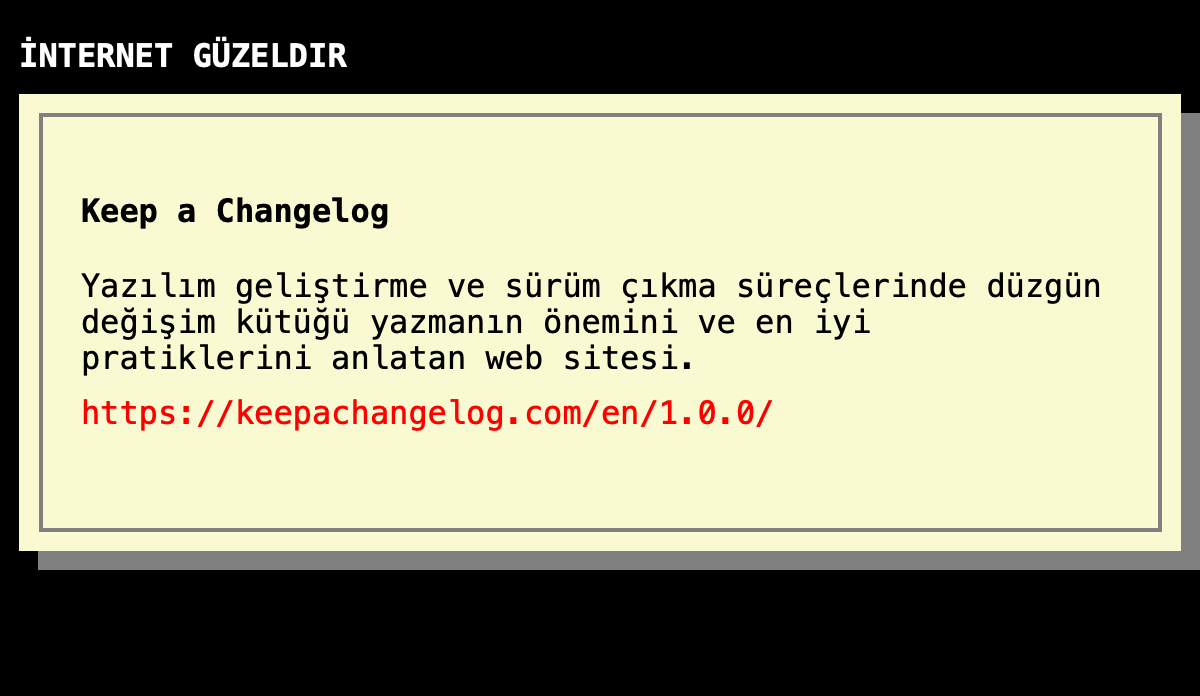 İNTERNET GÜZELDIR
Keep a Changelog
Yazılım geliştirme ve sürüm çıkma süreçlerinde düzgün
değişim kütüğü yazmanın önemini ve en iyi
pratiklerini anlatan web sitesi.
https://keepachangelog.com/en/1.0.0/